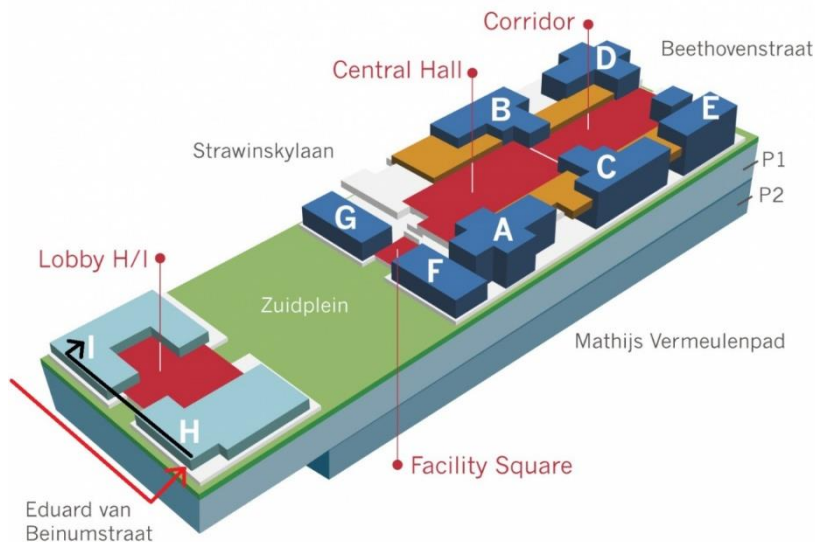 Corridor
Beethovenstraat
D
Central Hall
B
E
Strawinskylaan
P1
C
P2
G
A
Lobby H/I
F
Zuidplein
Mathijs Vermeulenpad
I
H
Facility Square
Eduard van
Beinumstraat